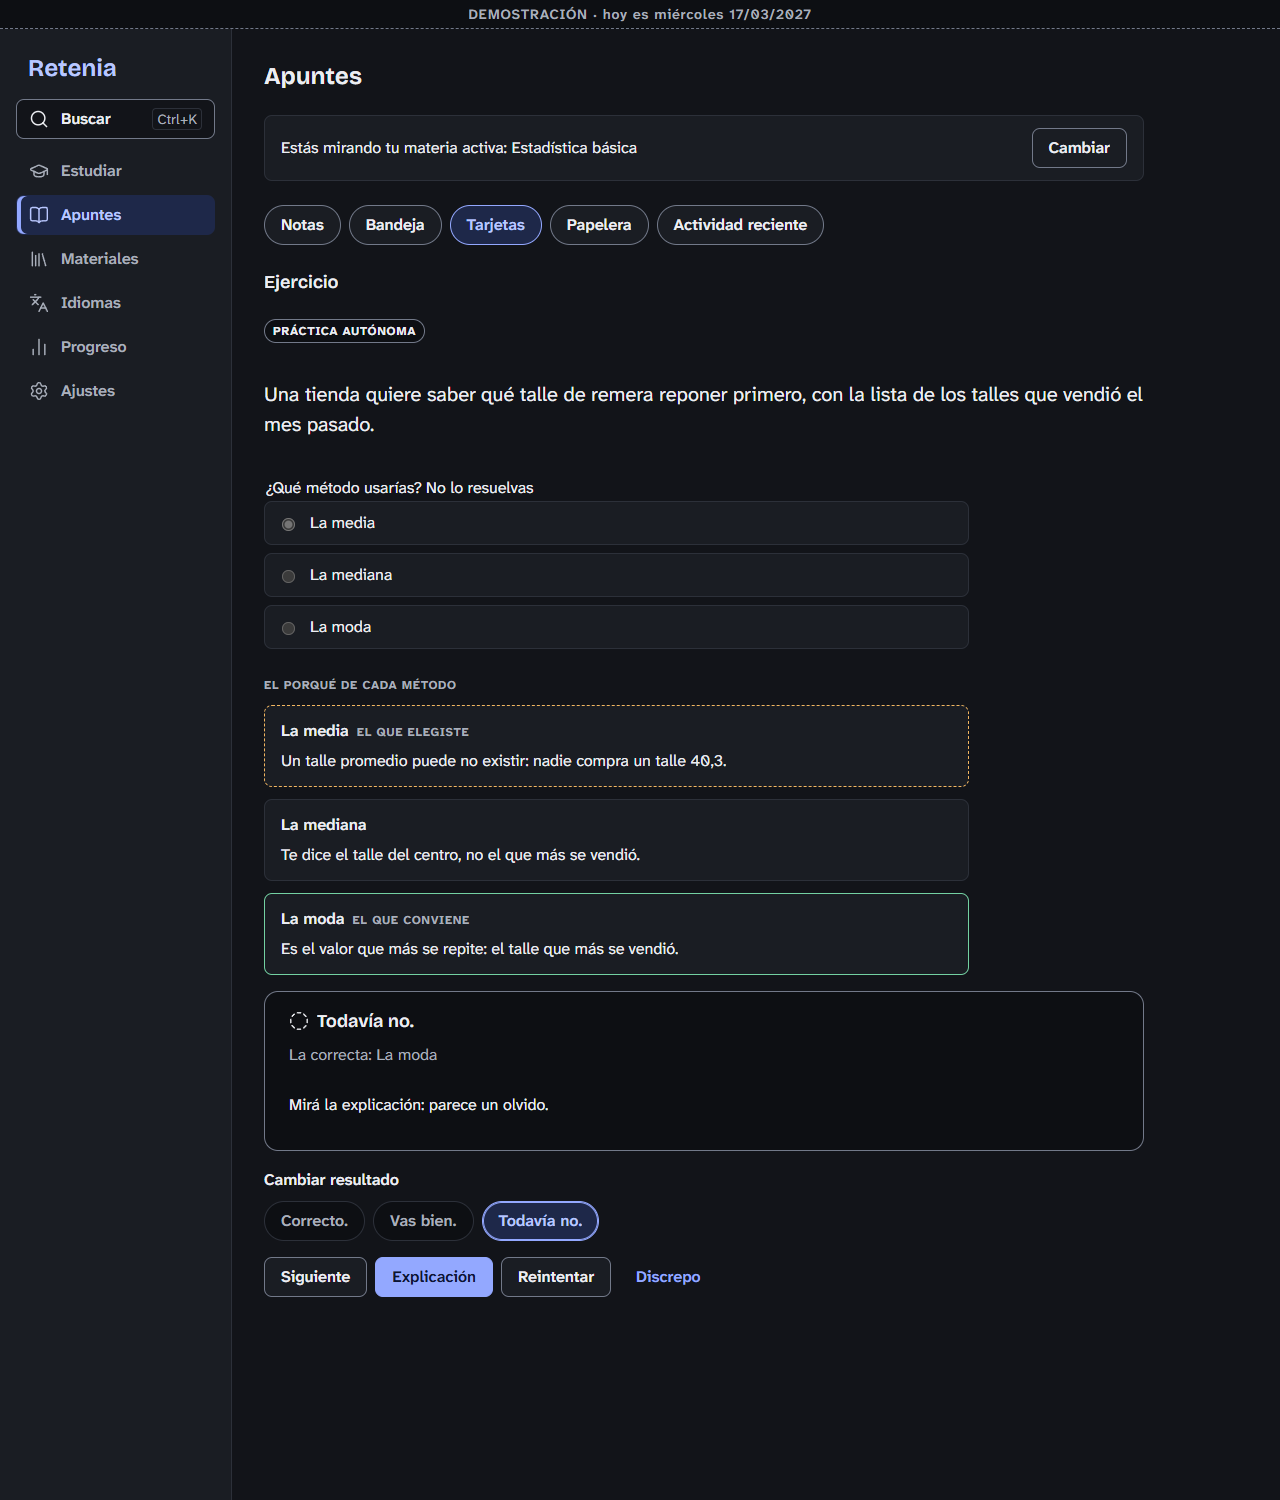 DEMOSTRACIÓN · hoy es miércoles 17/03/2027
Retenia
Buscar Ctrl+K
Estudiar
Apuntes
Materiales
Idiomas
Progreso
Ajustes
Apuntes
Estás mirando tu materia activa: Estadística básica
Cambiar
Notas Bandeja Tarjetas Papelera Actividad reciente
Ejercicio
PRÁCTICA AUTÓNOMA
Una tienda quiere saber qué talle de remera reponer primero, con la lista de los talles que vendió el
mes pasado.
¿Qué método usarías? No lo resuelvas
La media
La mediana
La moda
EL PORQUÉ DE CADA MÉTODO
La media EL QUE ELEGISTE
Un talle promedio puede no existir: nadie compra un talle 40,3.
La mediana
Te dice el talle del centro, no el que más se vendió.
La moda EL QUE CONVIENE
Es el valor que más se repite: el talle que más se vendió.
Todavía no.
La correcta: La moda
Mirá la explicación: parece un olvido.
Cambiar resultado
Correcto. Vas bien. Todavía no.
Siguiente Explicación Reintentar Discrepo